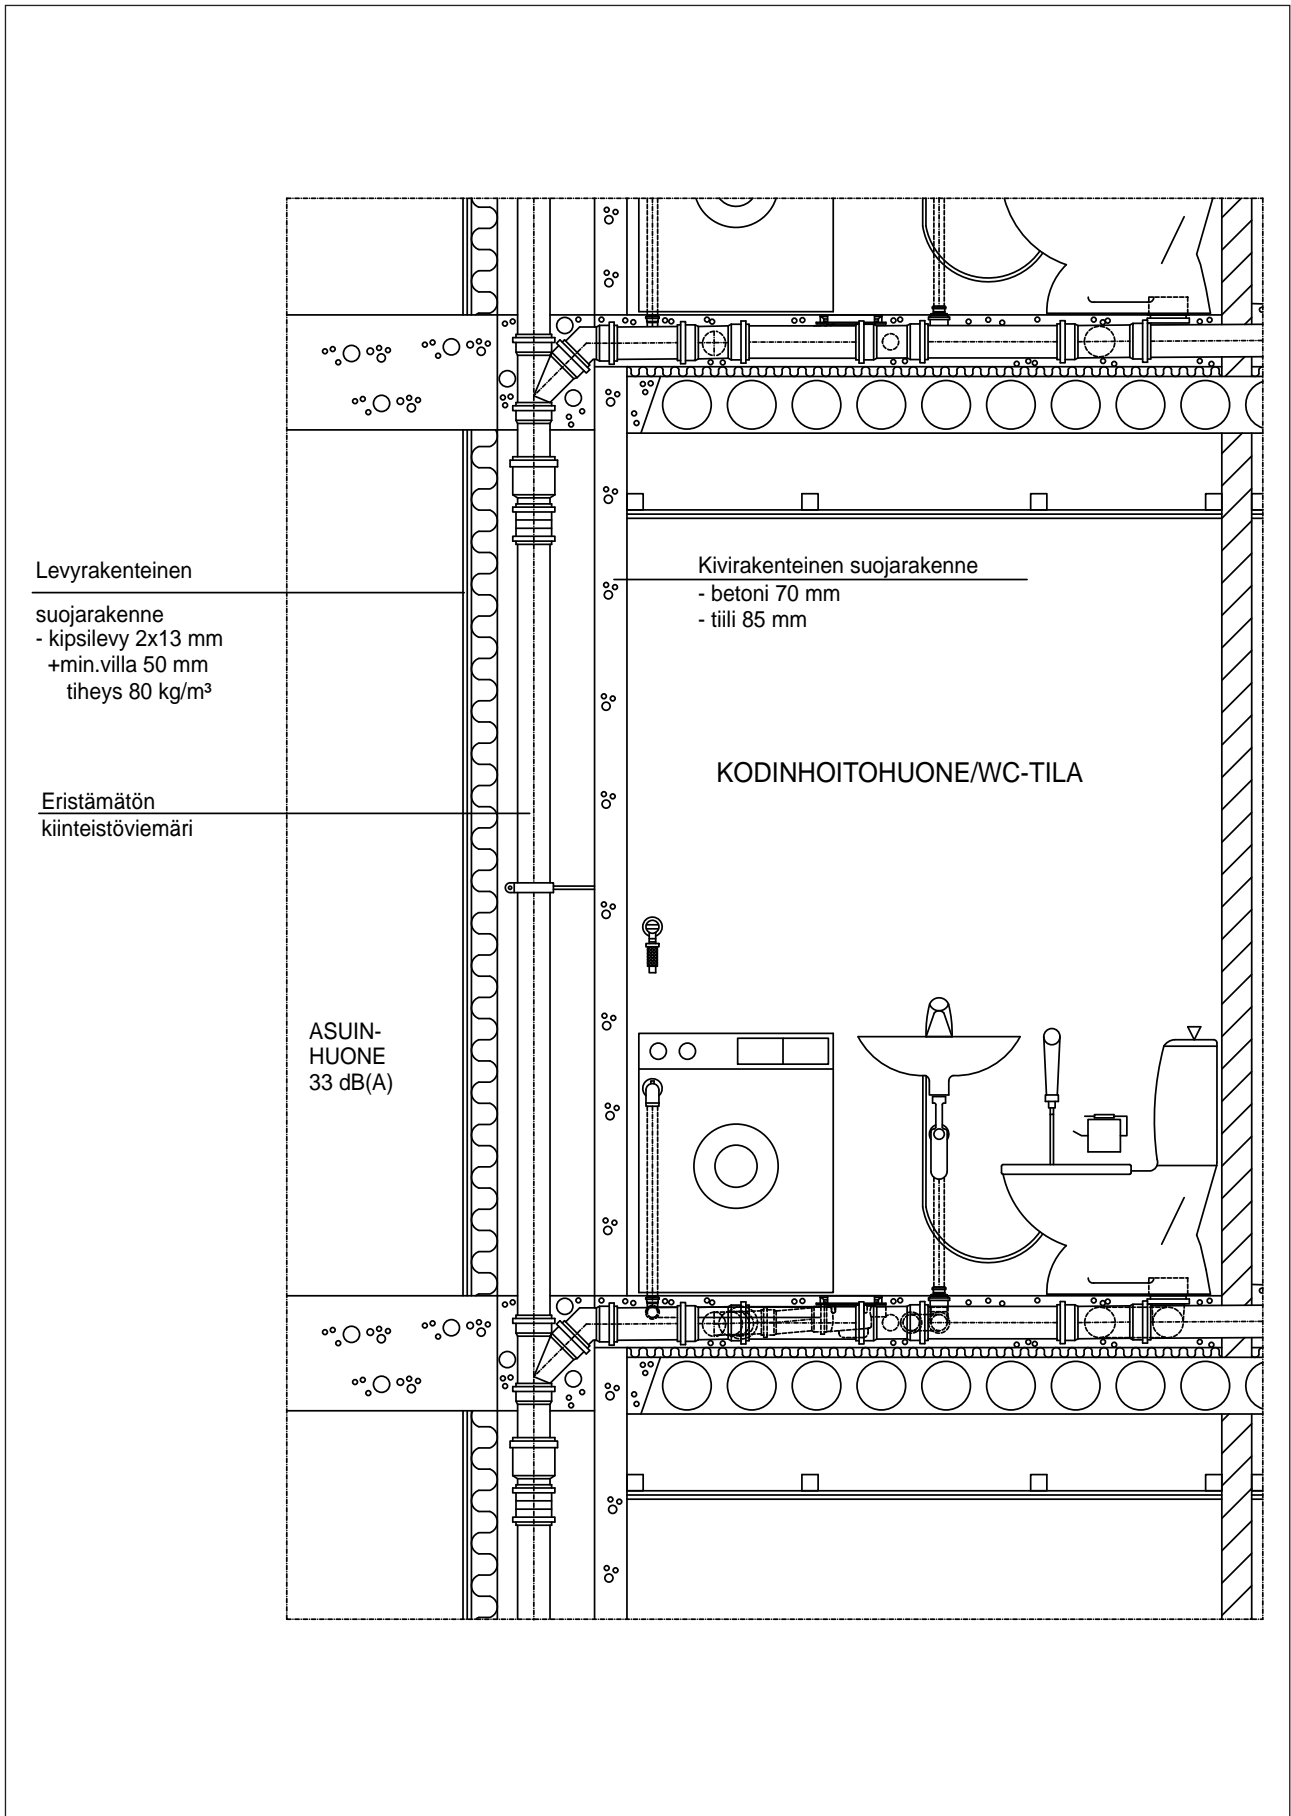 Levyrakenteinen
suojarakenne
- kipsilevy 2x13 mm
+min.villa 50 mm
tiheys 80 kg/m³
Kivirakenteinen suojarakenne
- betoni 70 mm
- tiili 85 mm
KODINHOITOHUONE/WC-TILA
Eristämätön
kiinteistöviemäri
ASUIN-
HUONE
33 dB(A)